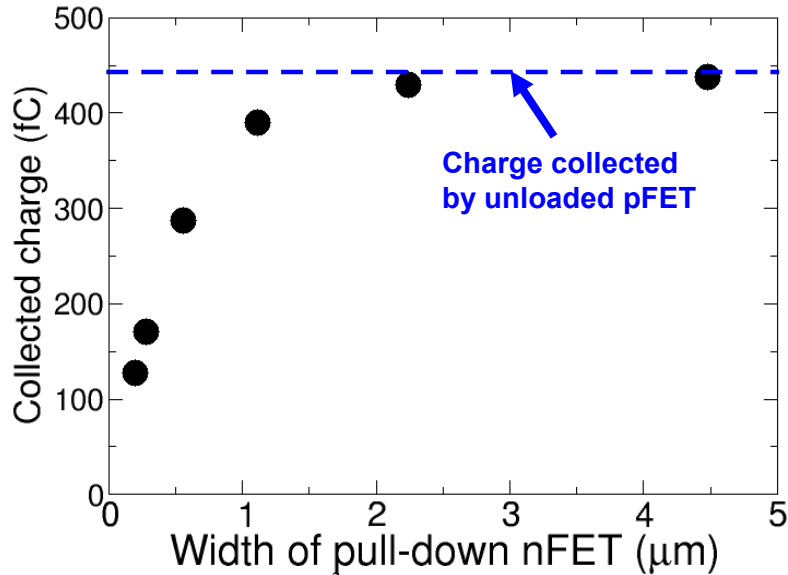 500
400
300
200
100
0
Collected charge (fC)
Charge collected
by unloaded pFET
0 1 2 3 4 5
Width of pull-down nFET (μm)